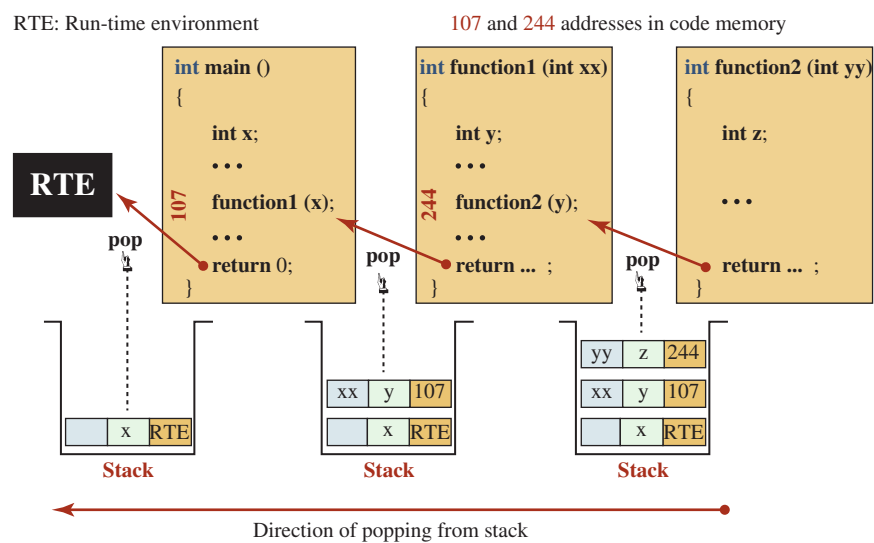 RTE: Run-time environment
107 and 244 addresses in code memory
RTE
int main ()
{
int x;
• • •
107
function1 (x);
• • •
return 0;
}
int function1 (int xx)
{
int y;
• • •
244
function2 (y);
• • •
return ... ;
}
int function2 (int yy)
{
int z;
• • •
return ... ;
}
pop
x RTE
Stack
pop
xx y 107
x RTE
Stack
pop
yy z 244
xx y 107
x RTE
Stack
Direction of popping from stack